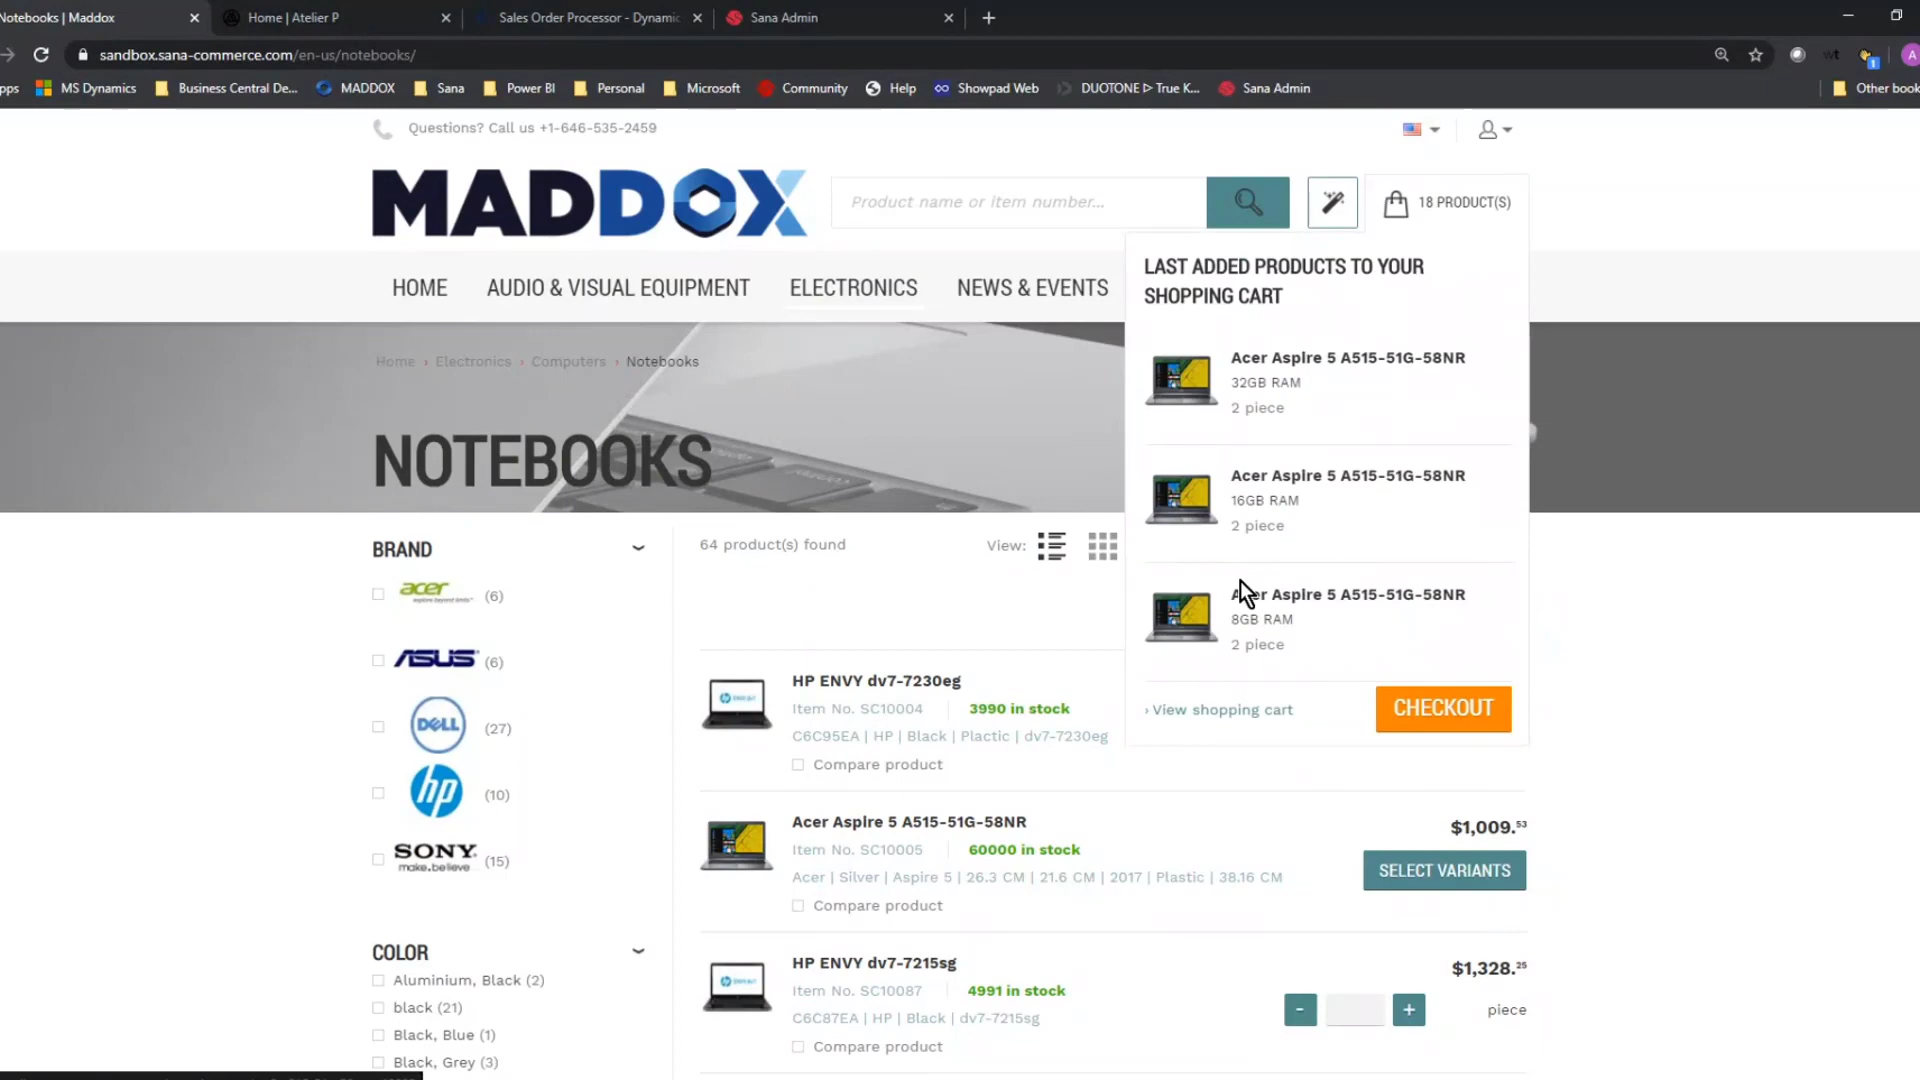 Notebooks | Maddox
Home | Atelier P
Sales Order Processor - Dynamic
Sana Admin
sandbox.sana-commerce.com/en-us/notebooks/
MS Dynamics
Business Central De...
MADDOX
Sana
Power BI
Personal
Microsoft
Community
Help
Showpad Web
DUOTONE ᐅ True K...
Sana Admin
Other book
Questions? Call us +1-646-535-2459
MADDOX
Product name or item number...
18 PRODUCT(S)
HOME
AUDIO & VISUAL EQUIPMENT
ELECTRONICS
NEWS & EVENTS
LAST ADDED PRODUCTS TO YOUR
SHOPPING CART
Acer Aspire 5 A515-51G-58NR
32GB RAM
2 piece
Acer Aspire 5 A515-51G-58NR
16GB RAM
2 piece
Acer Aspire 5 A515-51G-58NR
8GB RAM
2 piece
› View shopping cart
CHECKOUT
Home › Electronics › Computers › Notebooks
NOTEBOOKS
BRAND
acer (6)
ASUS (6)
DELL (27)
hp (10)
SONY
make.believe (15)
COLOR
Aluminium, Black (2)
black (21)
Black, Blue (1)
Black, Grey (3)
64 product(s) found
View:
HP ENVY dv7-7230eg
Item No. SC10004 | 3990 in stock
C6C95EA | HP | Black | Plactic | dv7-7230eg
Compare product
Acer Aspire 5 A515-51G-58NR
Item No. SC10005 | 60000 in stock
Acer | Silver | Aspire 5 | 26.3 CM | 21.6 CM | 2017 | Plastic | 38.16 CM
Compare product
$1,009.53
SELECT VARIANTS
HP ENVY dv7-7215sg
Item No. SC10087 | 4991 in stock
C6C87EA | HP | Black | dv7-7215sg
Compare product
$1,328.25
- +
piece